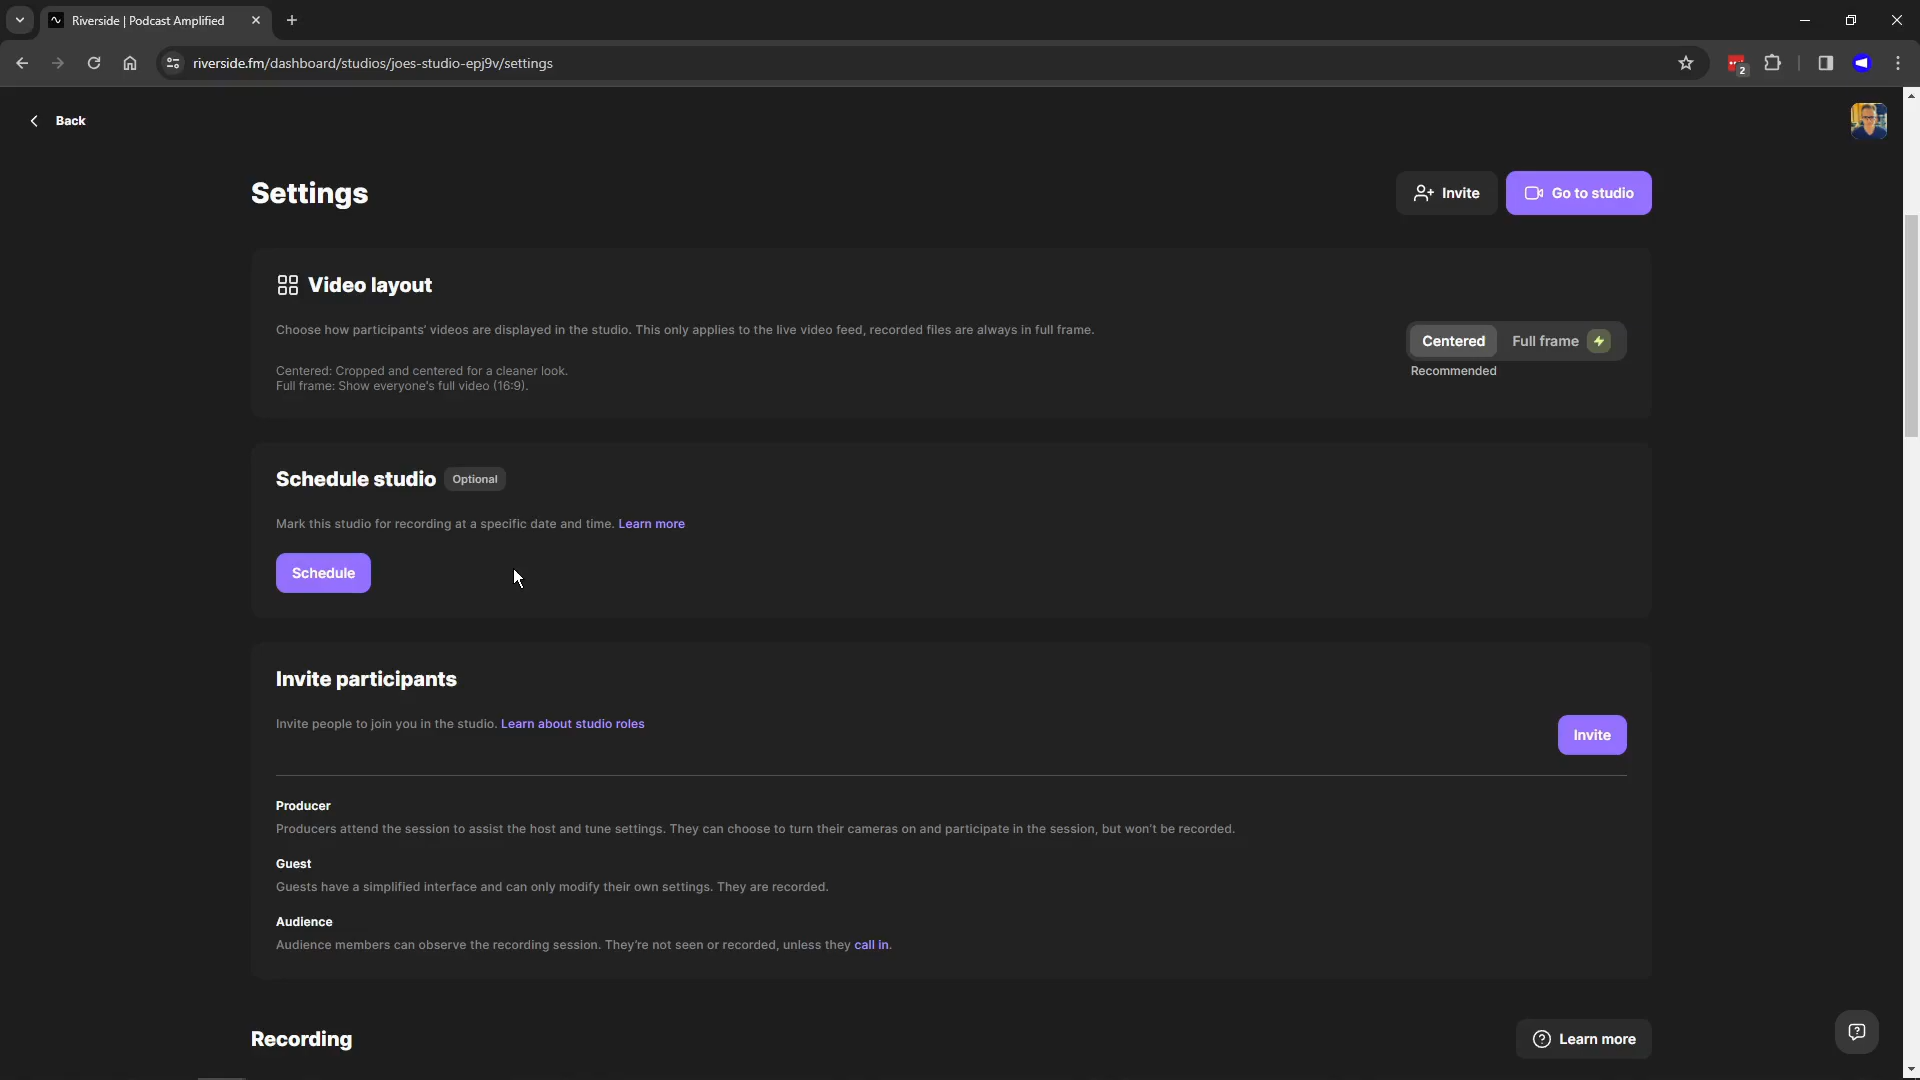 Riverside | Podcast Amplified
riverside.fm/dashboard/studios/joes-studio-epj9v/settings
2
Back
Settings
Invite
Go to studio
Video layout
Choose how participants' videos are displayed in the studio. This only applies to the live video feed, recorded files are always in full frame.
Centered: Cropped and centered for a cleaner look.
Full frame: Show everyone's full video (16:9).
Centered
Full frame
Recommended
Schedule studio
Optional
Mark this studio for recording at a specific date and time. Learn more
Schedule
Invite participants
Invite people to join you in the studio. Learn about studio roles
Invite
Producer
Producers attend the session to assist the host and tune settings. They can choose to turn their cameras on and participate in the session, but won't be recorded.
Guest
Guests have a simplified interface and can only modify their own settings. They are recorded.
Audience
Audience members can observe the recording session. They're not seen or recorded, unless they call in.
Recording
Learn more